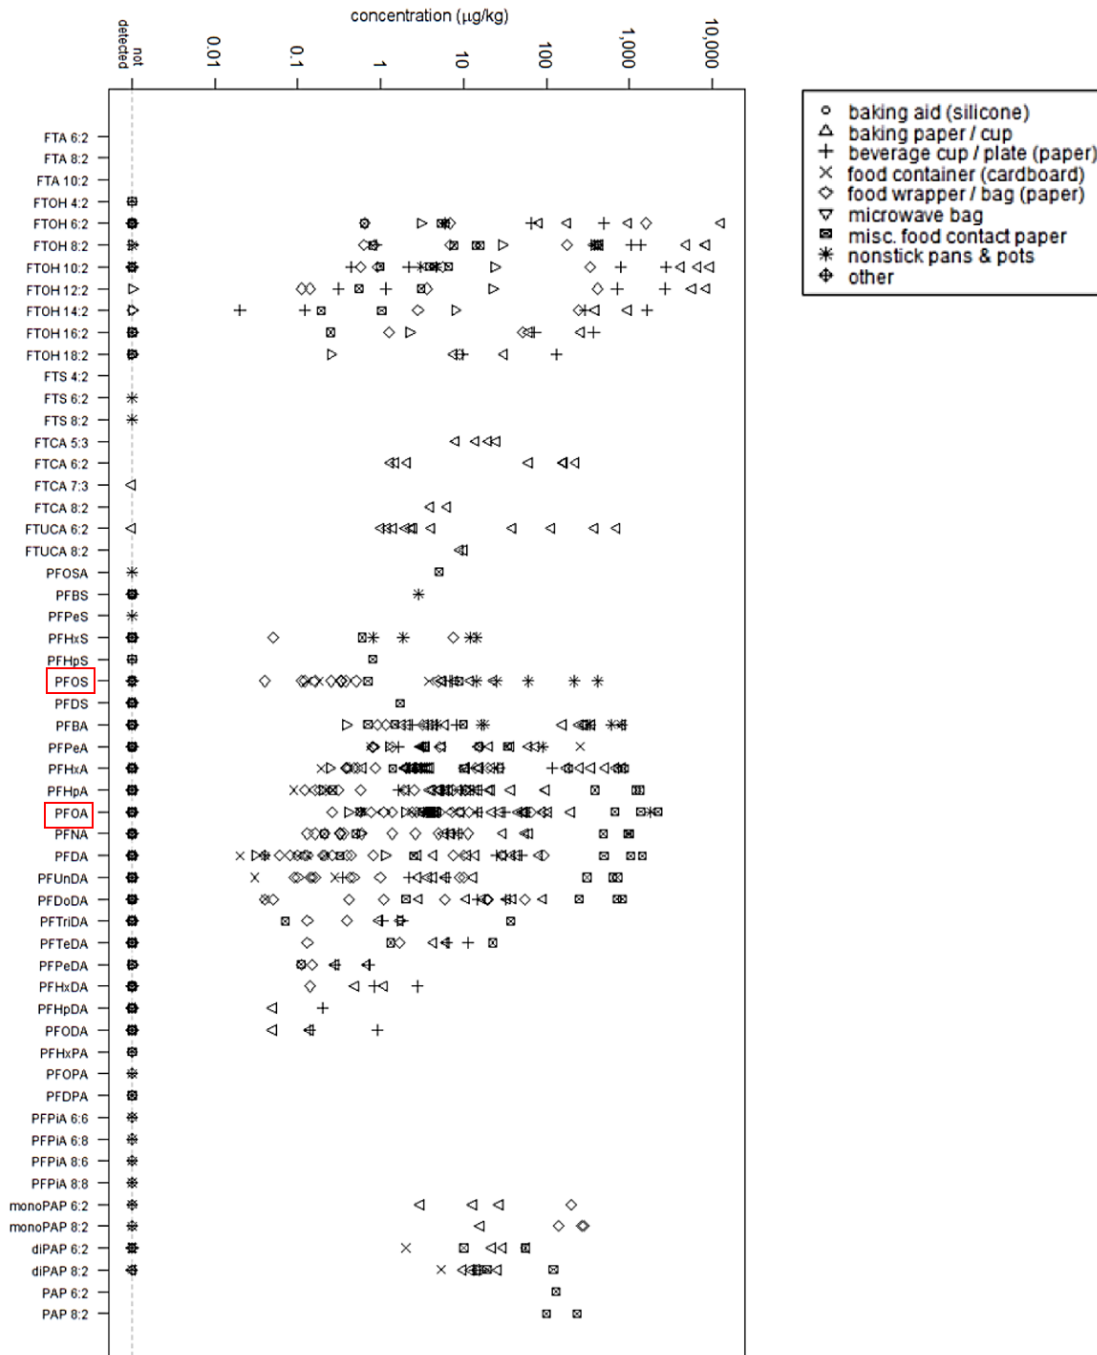 concentration (µg/kg)
not
detected
0.01
0.1
1
10
100
1,000
10,000
baking aid (silicone)
baking paper / cup
beverage cup / plate (paper)
food container (cardboard)
food wrapper / bag (paper)
microwave bag
misc. food contact paper
nonstick pans & pots
other
FTA 6:2
FTA 8:2
FTA 10:2
FTOH 4:2
FTOH 6:2
FTOH 8:2
FTOH 10:2
FTOH 12:2
FTOH 14:2
FTOH 16:2
FTOH 18:2
FTS 4:2
FTS 6:2
FTS 8:2
FTCA 5:3
FTCA 6:2
FTCA 7:3
FTCA 8:2
FTUCA 6:2
FTUCA 8:2
PFOSA
PFBS
PFPeS
PFHxS
PFHpS
PFOS
PFDS
PFBA
PFPeA
PFHxA
PFHpA
PFOA
PFNA
PFDA
PFUnDA
PFDoDA
PFTriDA
PFTeDA
PFPeDA
PFHxDA
PFHpDA
PFODA
PFHxPA
PFOPA
PFDPA
PFPiA 6:6
PFPiA 6:8
PFPiA 8:6
PFPiA 8:8
monoPAP 6:2
monoPAP 8:2
diPAP 6:2
diPAP 8:2
PAP 6:2
PAP 8:2